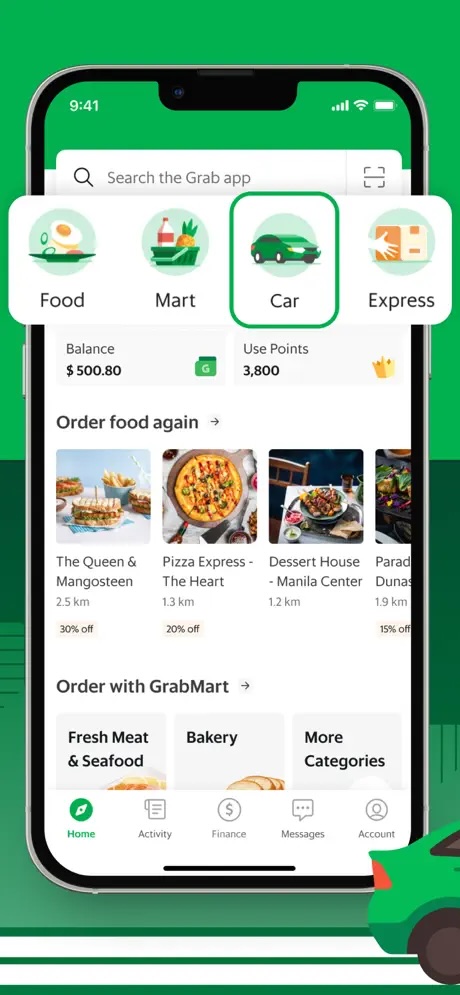 9:41
Search the Grab app
Food Mart Car Express
Balance Use Points
$ 500.80 G 3,800
Order food again →
The Queen & Pizza Express - Dessert House Parad
Mangosteen The Heart - Manila Center Dunas
2.5 km 1.3 km 1.2 km 1.9 km
30% off 20% off 15% off
Order with GrabMart →
Fresh Meat Bakery More
& Seafood Categories
Home Activity Finance Messages Account